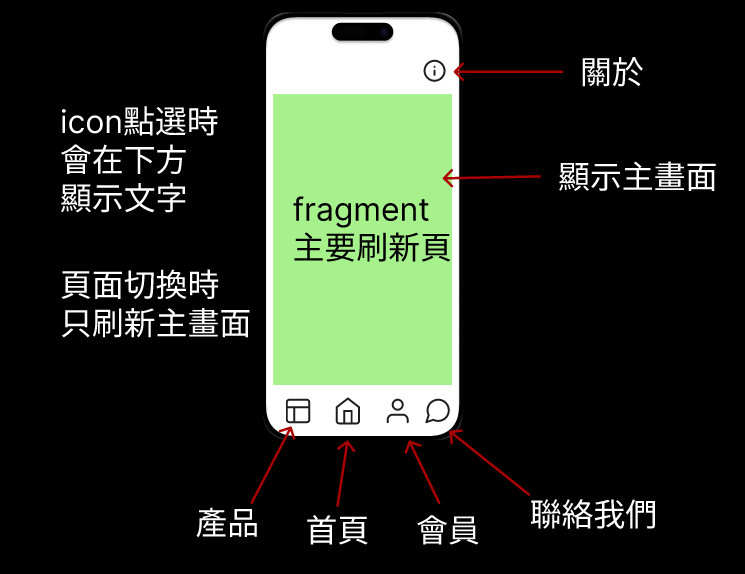 關於
icon點選時
會在下方
顯示文字
顯示主畫面
fragment
主要刷新頁
頁面切換時
只刷新主畫面
產品
首頁
會員
聯絡我們